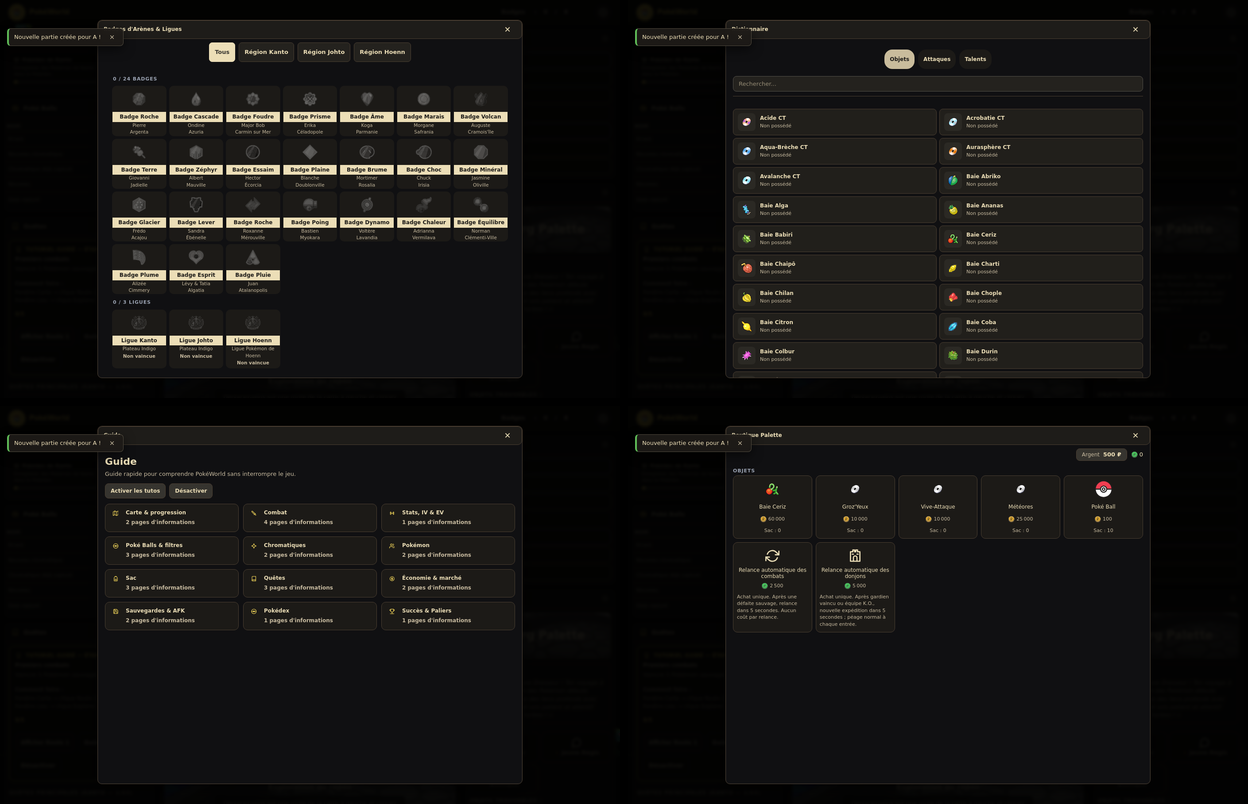 Badges d'Arènes & Ligues
Nouvelle partie créée pour A !
Tous
Région Kanto
Région Johto
Région Hoenn
0 / 24 BADGES
Badge Roche
Pierre
Argenta
Badge Cascade
Ondine
Azuria
Badge Foudre
Major Bob
Carmin sur Mer
Badge Prisme
Erika
Céladopole
Badge Âme
Koga
Parmanie
Badge Marais
Morgane
Safrania
Badge Volcan
Auguste
Cramois'Île
Badge Terre
Giovanni
Jadielle
Badge Zéphyr
Albert
Mauville
Badge Essaim
Hector
Écorcia
Badge Plaine
Blanche
Doublonville
Badge Brume
Mortimer
Rosalia
Badge Choc
Chuck
Irisia
Badge Minéral
Jasmine
Oliville
Badge Glacier
Frédo
Acajou
Badge Lever
Sandra
Ébènelle
Badge Roche
Roxanne
Mérouville
Badge Poing
Bastien
Myokara
Badge Dynamo
Voltère
Lavandia
Badge Chaleur
Adrianna
Vermilava
Badge Équilibre
Norman
Clémenti-Ville
Badge Plume
Alizée
Cimmery
Badge Esprit
Lévy & Tatia
Algatia
Badge Pluie
Juan
Atalanopolis
0 / 3 LIGUES
Ligue Kanto
Plateau Indigo
Non vaincue
Ligue Johto
Plateau Indigo
Non vaincue
Ligue Hoenn
Ligue Pokémon de
Hoenn
Non vaincue
Nouvelle partie créée pour A !
Objets
Attaques
Talents
Rechercher...
Acide CT
Non possédé
Acrobatie CT
Non possédé
Aqua-Brèche CT
Non possédé
Aurasphère CT
Non possédé
Avalanche CT
Non possédé
Baie Abriko
Non possédé
Baie Alga
Non possédé
Baie Ananas
Non possédé
Baie Babiri
Non possédé
Baie Ceriz
Non possédé
Baie Chaipô
Non possédé
Baie Charti
Non possédé
Baie Chilan
Non possédé
Baie Chople
Non possédé
Baie Citron
Non possédé
Baie Coba
Non possédé
Baie Colbur
Non possédé
Baie Durin
Non possédé
Nouvelle partie créée pour A !
Guide
Guide rapide pour comprendre PokéWorld sans interrompre le jeu.
Activer les tutos
Désactiver
Carte & progression
2 pages d'informations
Combat
4 pages d'informations
Stats, IV & EV
1 pages d'informations
Poké Balls & filtres
3 pages d'informations
Chromatiques
2 pages d'informations
Pokémon
2 pages d'informations
Sac
3 pages d'informations
Quêtes
3 pages d'informations
Économie & marché
2 pages d'informations
Sauvegardes & AFK
2 pages d'informations
Pokédex
1 pages d'informations
Succès & Paliers
1 pages d'informations
Boutique Palette
Nouvelle partie créée pour A !
Argent 500 ₽
0
OBJETS
Baie Ceriz
60 000
Sac : 0
Groz'Yeux
10 000
Sac : 0
Vive-Attaque
10 000
Sac : 0
Météores
25 000
Sac : 0
Poké Ball
100
Sac : 10
Relance automatique des
combats
2 500
Achat unique. Après une
défaite sauvage, relance
dans 5 secondes. Aucun
coût par relance.
Relance automatique des
donjons
5 000
Achat unique. Après gardien
vaincu ou équipe K.O.,
nouvelle expédition dans 5
secondes ; péage normal à
chaque entrée.